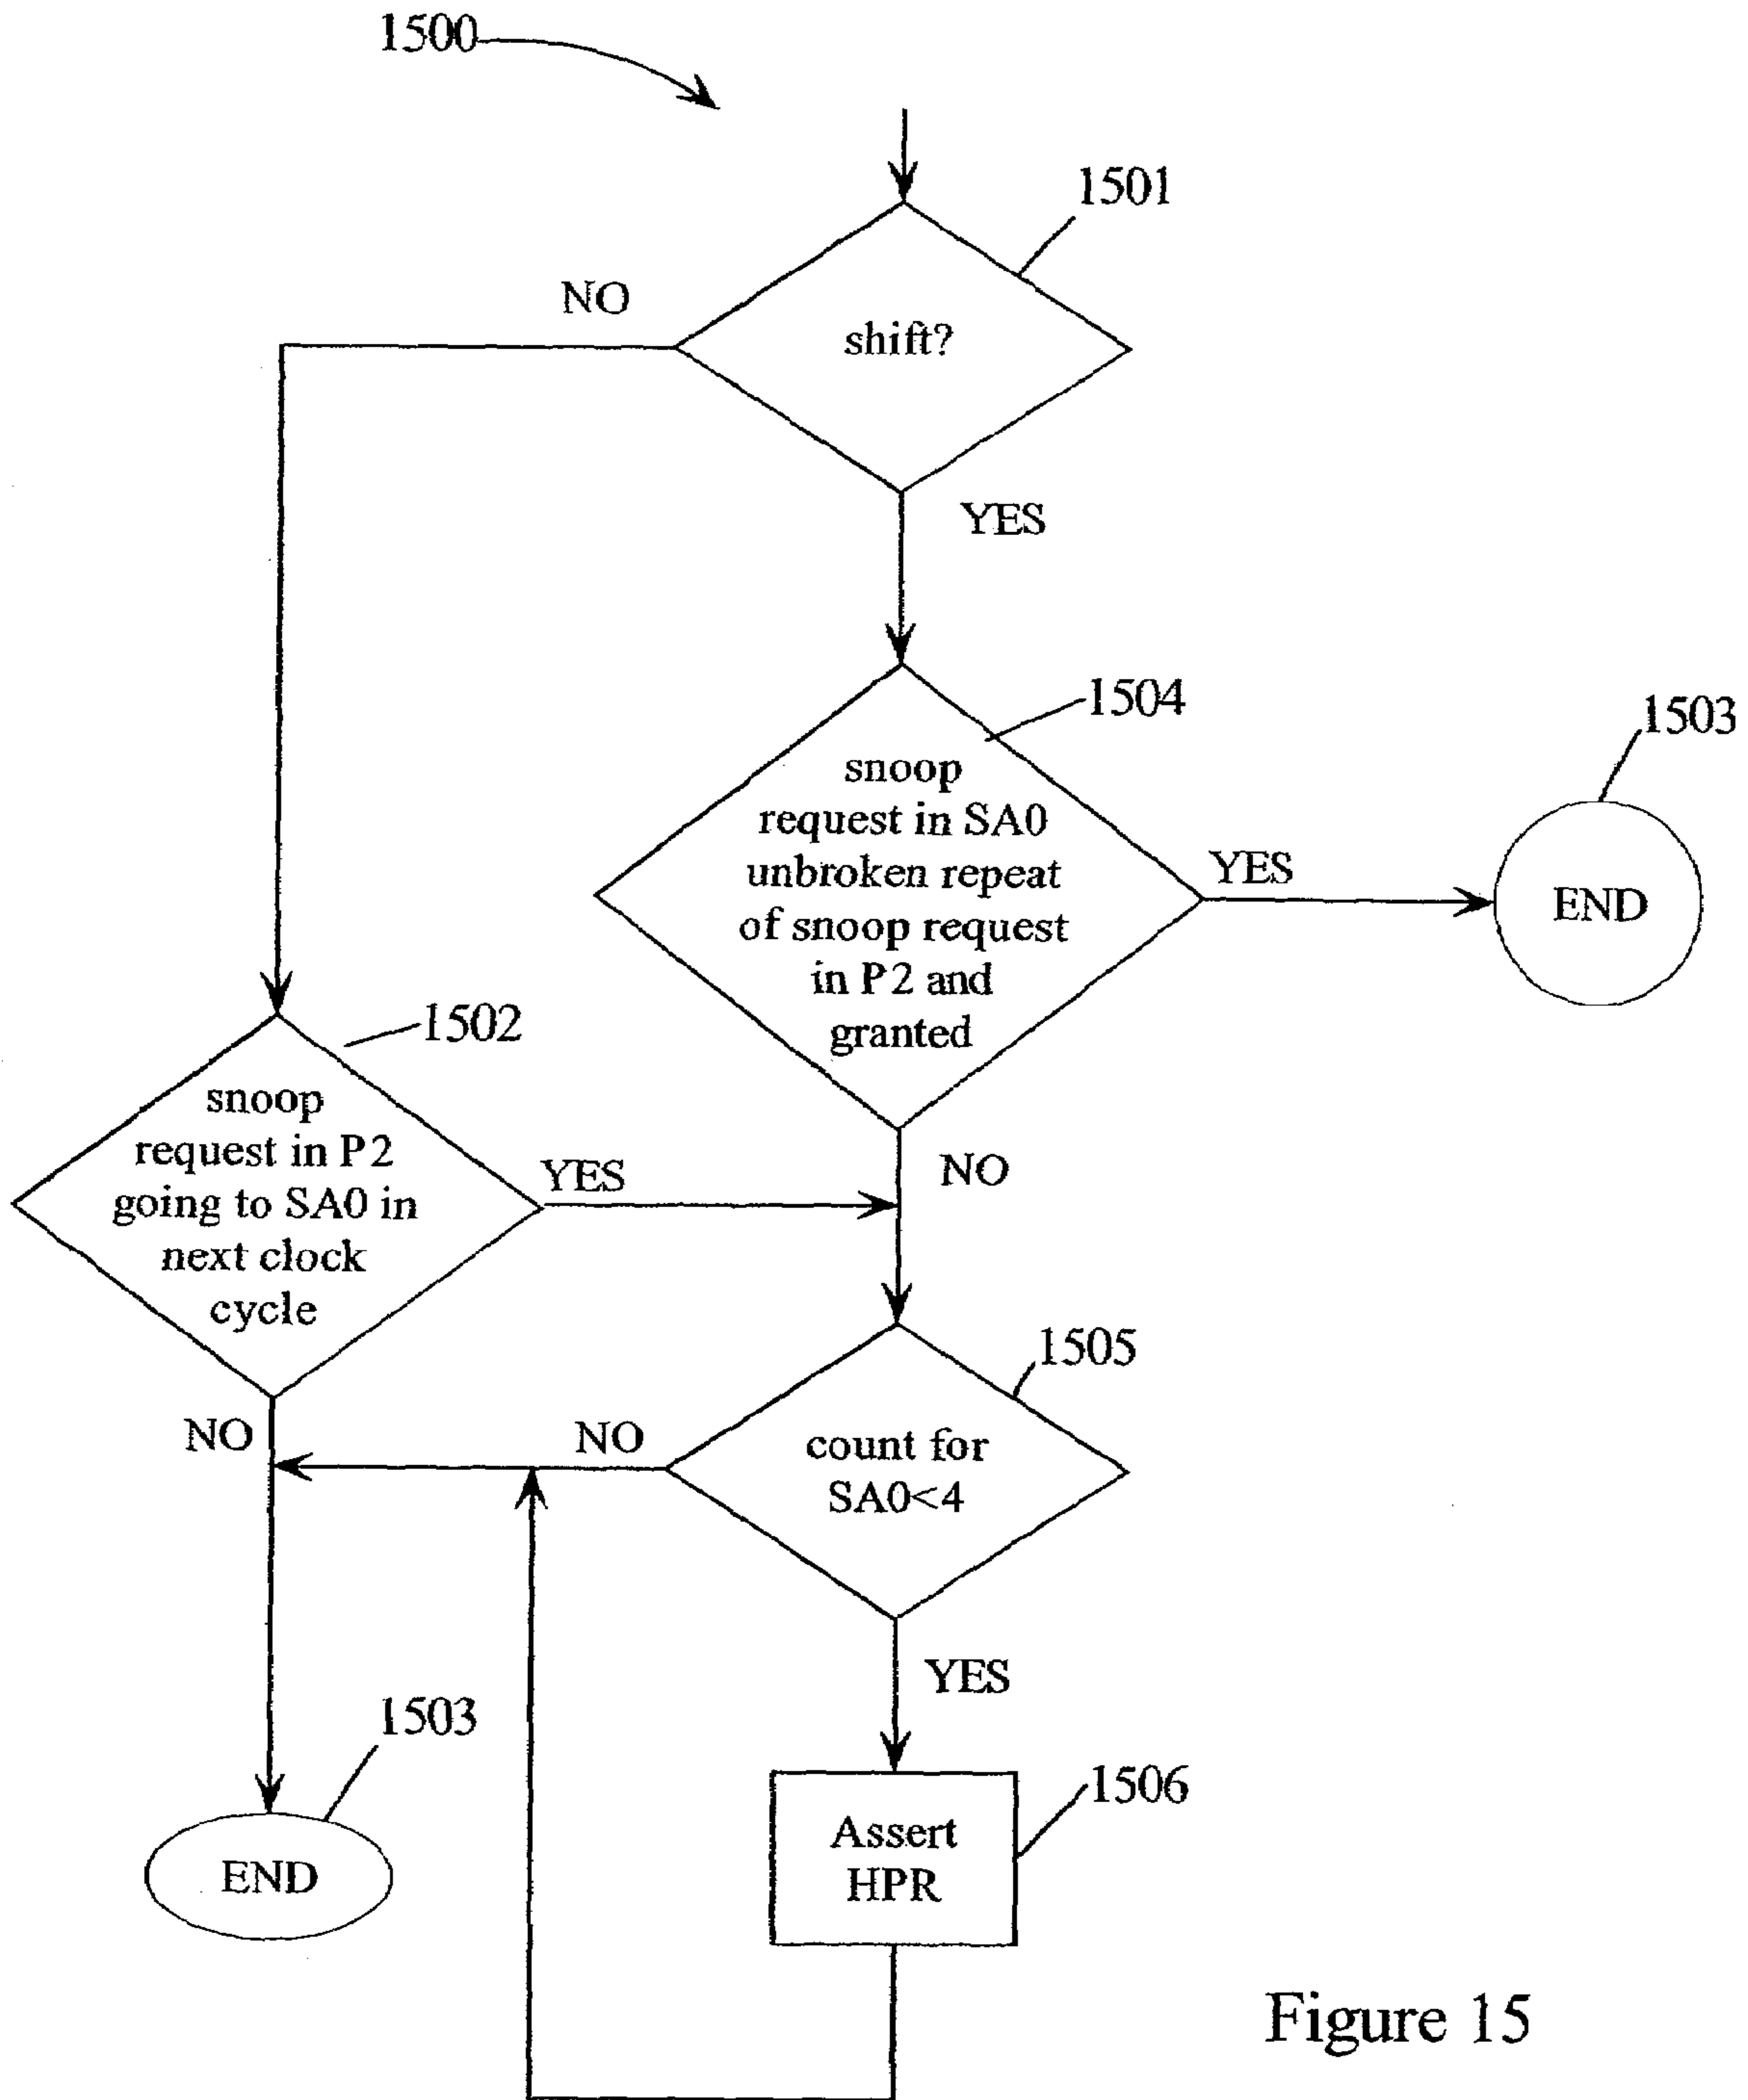 1500
1501
NO
shift?
YES
1504
1503
snoop
request in SA0
unbroken repeat
of snoop request
in P2 and
granted
YES
END
1502
snoop
request in P2
going to SA0 in
next clock
cycle
YES
NO
1505
NO
NO
count for
SA0<4
YES
1503
END
1506
Assert
HPR
Figure 15